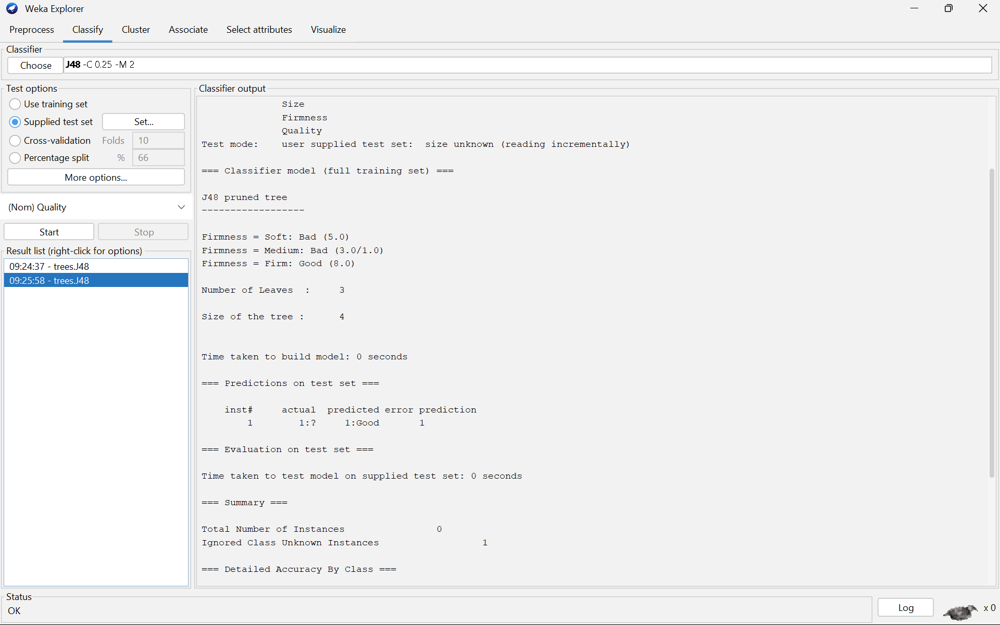 Weka Explorer
Preprocess Classify Cluster Associate Select attributes Visualize
Classifier
Choose J48 -C 0.25 -M 2
Test options
Use training set
Supplied test set Set...
Cross-validation Folds 10
Percentage split % 66
More options...
(Nom) Quality
Start Stop
Result list (right-click for options)
09:24:37 - trees.J48
09:25:58 - trees.J48
Classifier output
Size
Firmness
Quality
Test mode: user supplied test set: size unknown (reading incrementally)
=== Classifier model (full training set) ===
J48 pruned tree
------------------
Firmness = Soft: Bad (5.0)
Firmness = Medium: Bad (3.0/1.0)
Firmness = Firm: Good (8.0)
Number of Leaves : 3
Size of the tree : 4
Time taken to build model: 0 seconds
=== Predictions on test set ===
inst# actual predicted error prediction
1 1:? 1:Good 1
=== Evaluation on test set ===
Time taken to test model on supplied test set: 0 seconds
=== Summary ===
Total Number of Instances 0
Ignored Class Unknown Instances 1
=== Detailed Accuracy By Class ===
Status
OK
Log
x 0